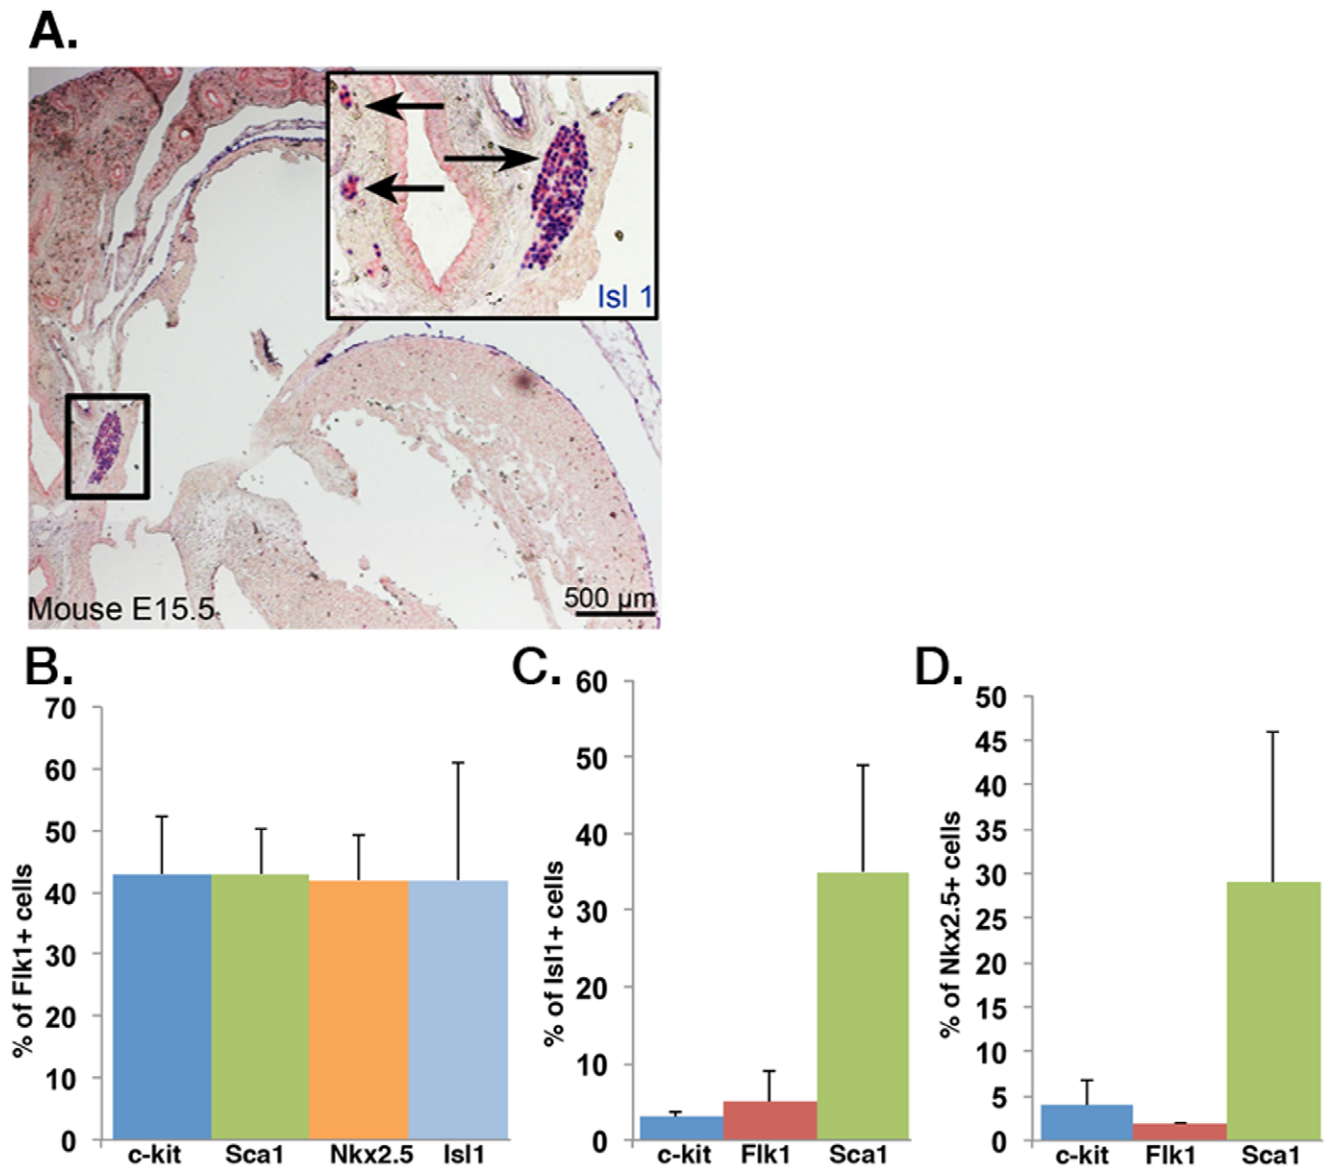 A.
Isl 1
Mouse E15.5
500 μm
B.
% of Flk1+ cells
70
60
50
40
30
20
10
0
c-kit Sca1 Nkx2.5 Isl1
C.
% of Isl1+ cells
60
50
40
30
20
10
0
c-kit Flk1 Sca1
D.
% of Nkx2.5+ cells
50
45
40
35
30
25
20
15
10
5
0
c-kit Flk1 Sca1